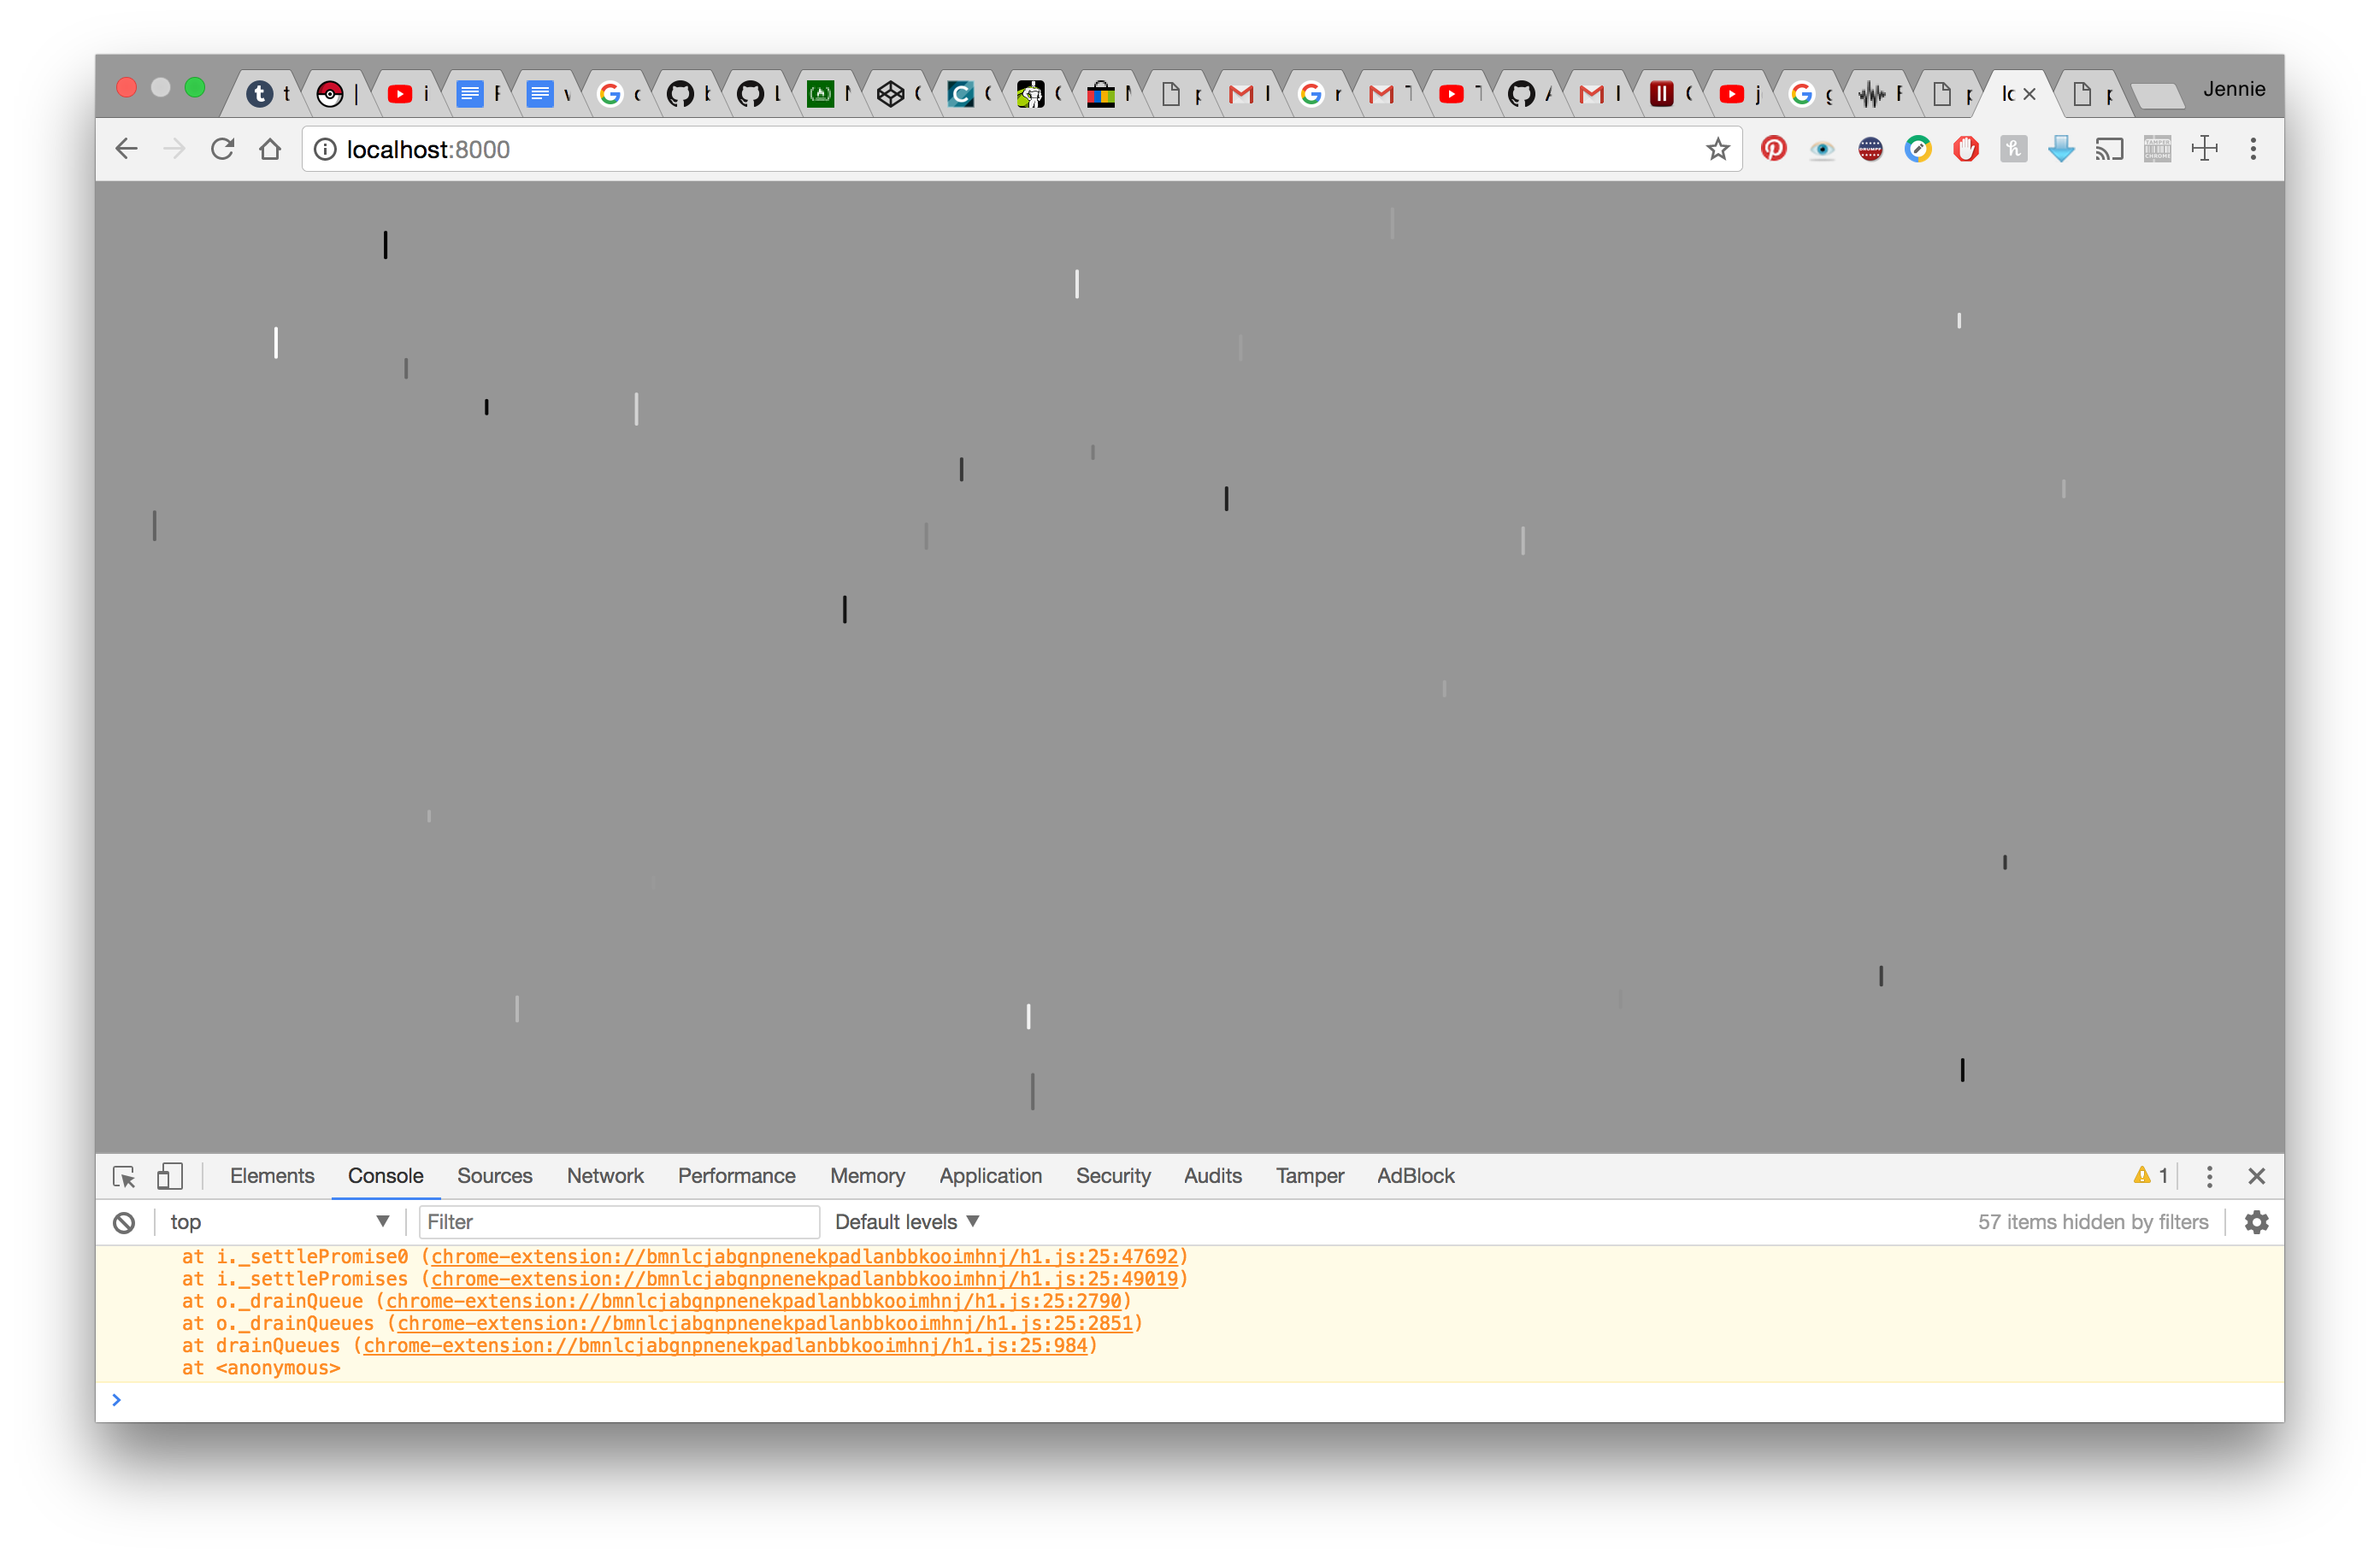 Jennie
localhost:8000
Elements Console Sources Network Performance Memory Application Security Audits Tamper AdBlock 1
top Filter Default levels 57 items hidden by filters
at i._settlePromise0 (chrome-extension://bmnlcjabgnpnenekpadlanbbkooimhnj/h1.js:25:47692)
at i._settlePromises (chrome-extension://bmnlcjabgnpnenekpadlanbbkooimhnj/h1.js:25:49019)
at o._drainQueue (chrome-extension://bmnlcjabgnpnenekpadlanbbkooimhnj/h1.js:25:2790)
at o._drainQueues (chrome-extension://bmnlcjabgnpnenekpadlanbbkooimhnj/h1.js:25:2851)
at drainQueues (chrome-extension://bmnlcjabgnpnenekpadlanbbkooimhnj/h1.js:25:984)
at <anonymous>